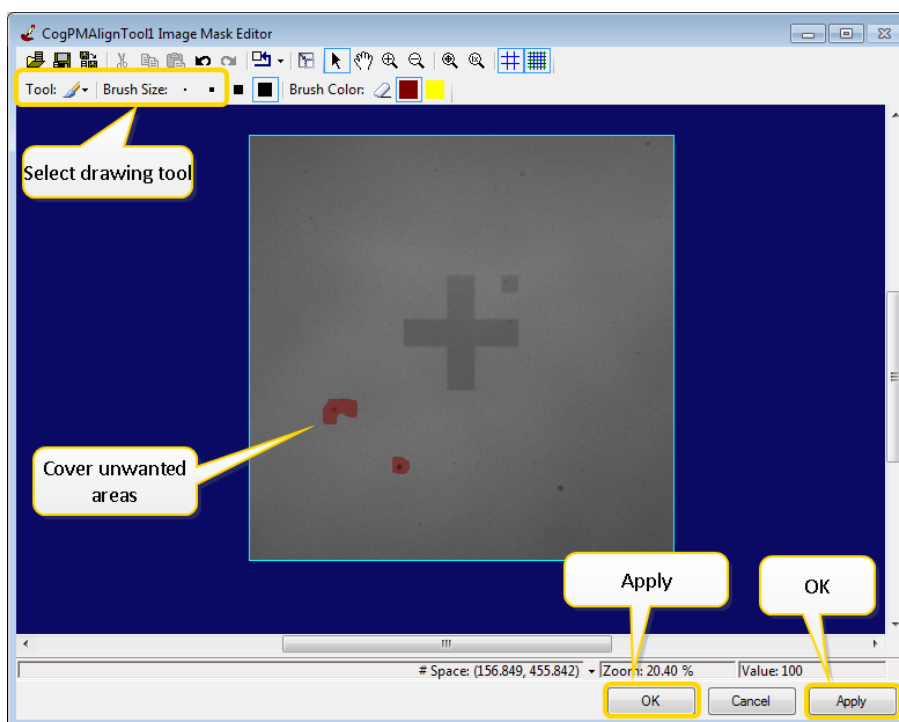 CogPMAlignTool1 Image Mask Editor
Tool: Brush Size: Brush Color:
Select drawing tool
Cover unwanted
areas
Apply
OK
# Space: (156.849, 455.842) Zoom: 20.40 % Value: 100
OK Cancel Apply